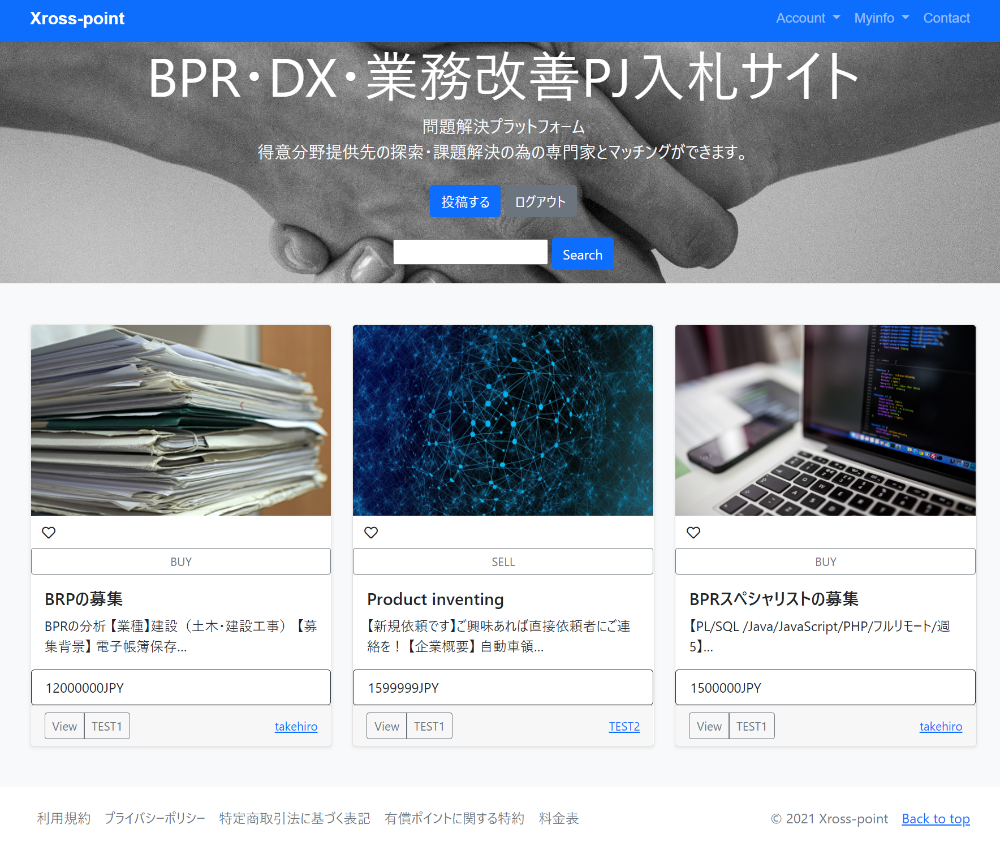 Xross-point
Account Myinfo Contact
BPR・DX・業務改善PJ入札サイト
問題解決プラットフォーム
得意分野提供先の探索・課題解決の為の専門家とマッチングができます。
投稿する ログアウト
Search
BUY
BRPの募集
BPRの分析【業種】建設（土木・建設工事）【募
集背景】電子帳簿保存...
12000000JPY
View TEST1 takehiro
SELL
Product inventing
【新規依頼です】ご興味あれば直接依頼者にご連
絡を！【企業概要】自動車領...
1599999JPY
View TEST1 TEST2
BUY
BPRスペシャリストの募集
【PL/SQL /Java/JavaScript/PHP/フルリモート/週
5】...
1500000JPY
View TEST1 takehiro
利用規約 プライバシーポリシー 特定商取引法に基づく表記 有償ポイントに関する特約 料金表
© 2021 Xross-point Back to top